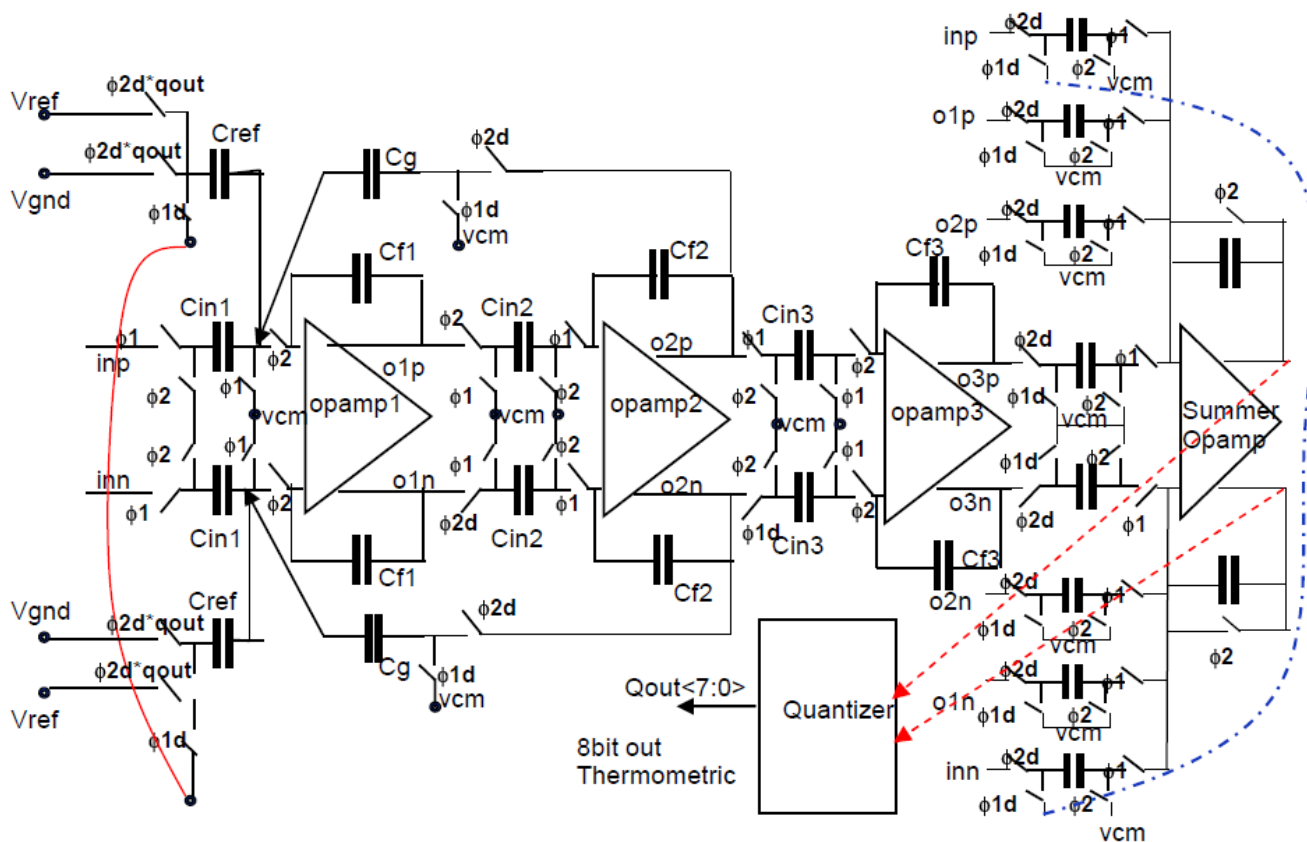 inp
ϕ2d
ϕ1
ϕ1d
ϕ2
vcm
ϕ2d*qout
Vref
Cref
ϕ2d*qout
Vgnd
ϕ1d
Cg
ϕ2d
ϕ1d
vcm
o1p
ϕ2d
ϕ1
ϕ1d
ϕ2
vcm
o2p
ϕ2d
ϕ1
ϕ1d
ϕ2
vcm
ϕ2
Cf1
Cf2
Cf3
Cin1
ϕ1
inp
ϕ2
o1p
ϕ2
Cin2
ϕ1
o2p
ϕ1
Cin3
ϕ2
o3p
ϕ2d
ϕ1
ϕ2
ϕ1
vcm
opamp1
ϕ1
vcm
ϕ2
opamp2
ϕ2
vcm
ϕ1
opamp3
ϕ1d
ϕ2
vcm
Summer
Opamp
ϕ2
ϕ1
ϕ1
ϕ2
ϕ2
ϕ1
ϕ1d
ϕ2
inn
ϕ1
Cin1
ϕ2
o1n
ϕ2d
Cin2
ϕ1
o2n
ϕ1d
Cin3
ϕ2
o3n
ϕ2d
ϕ1
Cf1
Cf2
Cf3
Vgnd
ϕ2d*qout
Cref
ϕ2d*qout
Vref
ϕ1d
Cg
ϕ2d
ϕ1d
vcm
o2n
ϕ2d
ϕ1
ϕ1d
ϕ2
vcm
ϕ2
o1n
ϕ2d
ϕ1
ϕ1d
ϕ2
vcm
inn
ϕ2d
ϕ1
ϕ1d
ϕ2
vcm
Qout<7:0>
Quantizer
8bit out
Thermometric